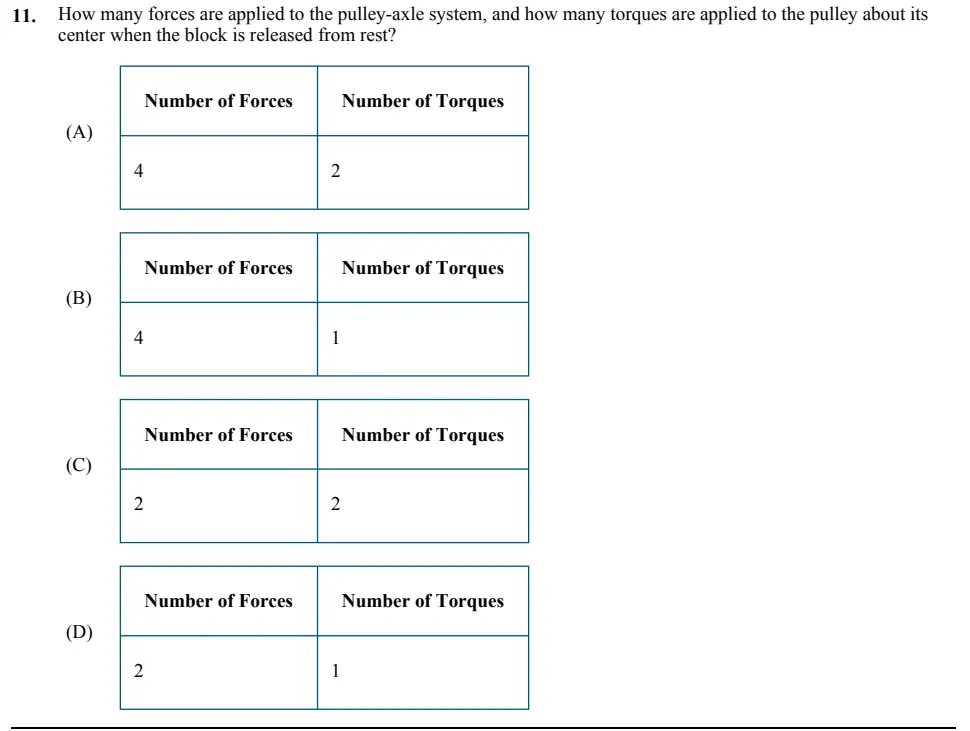 11. How many forces are applied to the pulley-axle system, and how many torques are applied to the pulley about its
center when the block is released from rest?
Number of Forces Number of Torques
(A)
4 2
Number of Forces Number of Torques
(B)
4 1
Number of Forces Number of Torques
(C)
2 2
Number of Forces Number of Torques
(D)
2 1